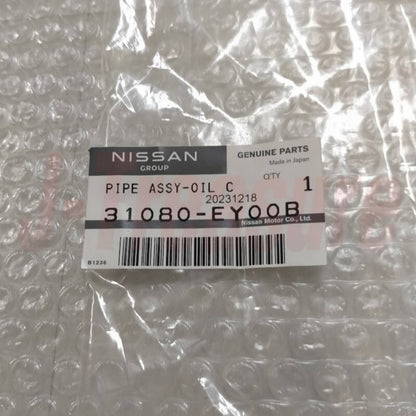 NISSAN
GROUP
GENUINE PARTS
Made in Japan
Q'TY
PIPE ASSY-OIL C
1
20231218
31080-EY00B
Nissan Motor Co., Ltd.
B1226